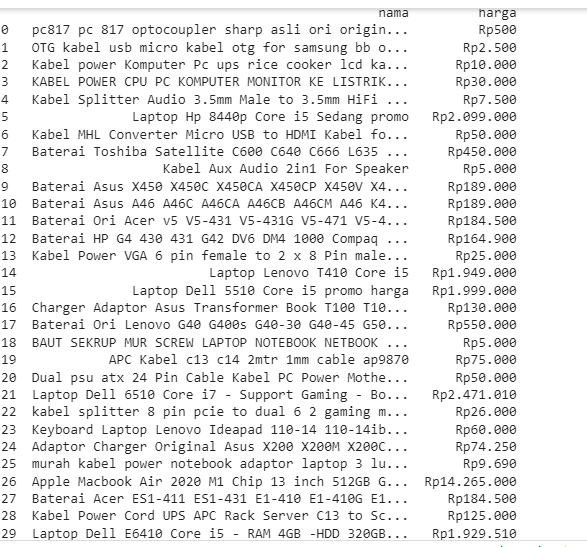 nama harga
0 pc817 pc 817 optocoupler sharp asli ori origin... Rp500
1 OTG kabel usb micro kabel otg for samsung bb o... Rp2.500
2 Kabel power Komputer Pc ups rice cooker lcd ka... Rp10.000
3 KABEL POWER CPU PC KOMPUTER MONITOR KE LISTRIK... Rp30.000
4 Kabel Splitter Audio 3.5mm Male to 3.5mm HiFi ... Rp7.500
5 Laptop Hp 8440p Core i5 Sedang promo Rp2.099.000
6 Kabel MHL Converter Micro USB to HDMI Kabel fo... Rp50.000
7 Baterai Toshiba Satellite C600 C640 C666 L635 ... Rp450.000
8 Kabel Aux Audio 2in1 For Speaker Rp5.000
9 Baterai Asus X450 X450C X450CA X450CP X450V X4... Rp189.000
10 Baterai Asus A46 A46C A46CA A46CB A46CM A46 K4... Rp189.000
11 Baterai Ori Acer v5 V5-431 V5-431G V5-471 V5-4... Rp184.500
12 Baterai HP G4 430 431 G42 DV6 DM4 1000 Compaq ... Rp164.900
13 Kabel Power VGA 6 pin female to 2 x 8 Pin male... Rp25.000
14 Laptop Lenovo T410 Core i5 Rp1.949.000
15 Laptop Dell 5510 Core i5 promo harga Rp1.999.000
16 Charger Adaptor Asus Transformer Book T100 T10... Rp130.000
17 Baterai Ori Lenovo G40 G400s G40-30 G40-45 G50... Rp550.000
18 BAUT SEKRUP MUR SCREW LAPTOP NOTEBOOK NETBOOK ... Rp5.000
19 APC Kabel c13 c14 2mtr 1mm cable ap9870 Rp75.000
20 Dual psu atx 24 Pin Cable Kabel PC Power Mothe... Rp50.000
21 Laptop Dell 6510 Core i7 - Support Gaming - Bo... Rp2.471.010
22 kabel splitter 8 pin pcie to dual 6 2 gaming m... Rp26.000
23 Keyboard Laptop Lenovo Ideapad 110-14 110-14ib... Rp60.000
24 Adaptor Charger Original Asus X200 X200M X200C... Rp74.250
25 murah kabel power notebook adaptor laptop 3 lu... Rp9.690
26 Apple Macbook Air 2020 M1 Chip 13 inch 512GB G... Rp14.265.000
27 Baterai Acer ES1-411 ES1-431 E1-410 E1-410G E1... Rp184.500
28 Kabel Power Cord UPS APC Rack Server C13 to Sc... Rp125.000
29 Laptop Dell E6410 Core i5 - RAM 4GB -HDD 320GB... Rp1.929.510